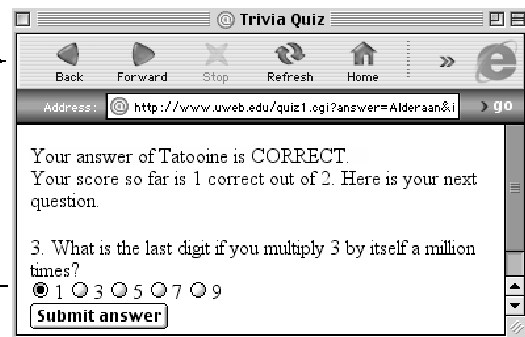 Trivia Quiz
Back Forward Stop Refresh Home »
Address: http://www.uweb.edu/quiz1.cgi?answer=Alderaan&i go
Your answer of Tatooine is CORRECT.
Your score so far is 1 correct out of 2. Here is your next
question.
3. What is the last digit if you multiply 3 by itself a million
times?
1 3 5 7 9
Submit answer